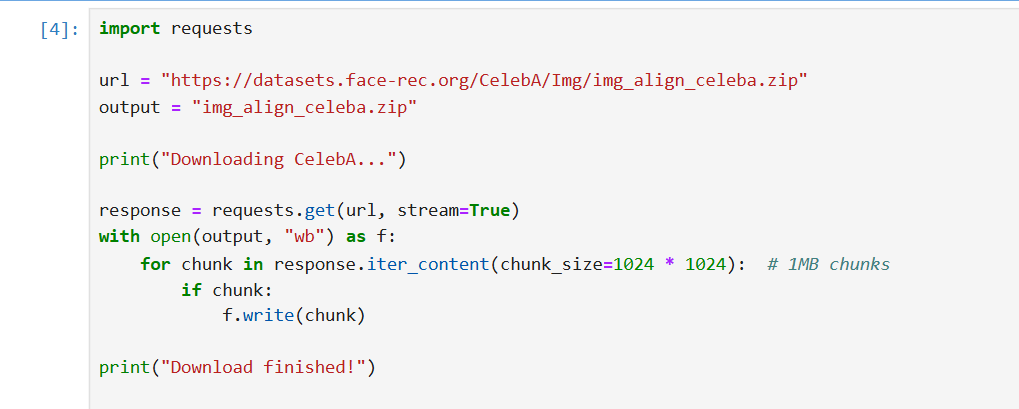 [4]: import requests
url = "https://datasets.face-rec.org/CelebA/Img/img_align_celeba.zip"
output = "img_align_celeba.zip"
print("Downloading CelebA...")
response = requests.get(url, stream=True)
with open(output, "wb") as f:
    for chunk in response.iter_content(chunk_size=1024 * 1024):  # 1MB chunks
        if chunk:
            f.write(chunk)
print("Download finished!")